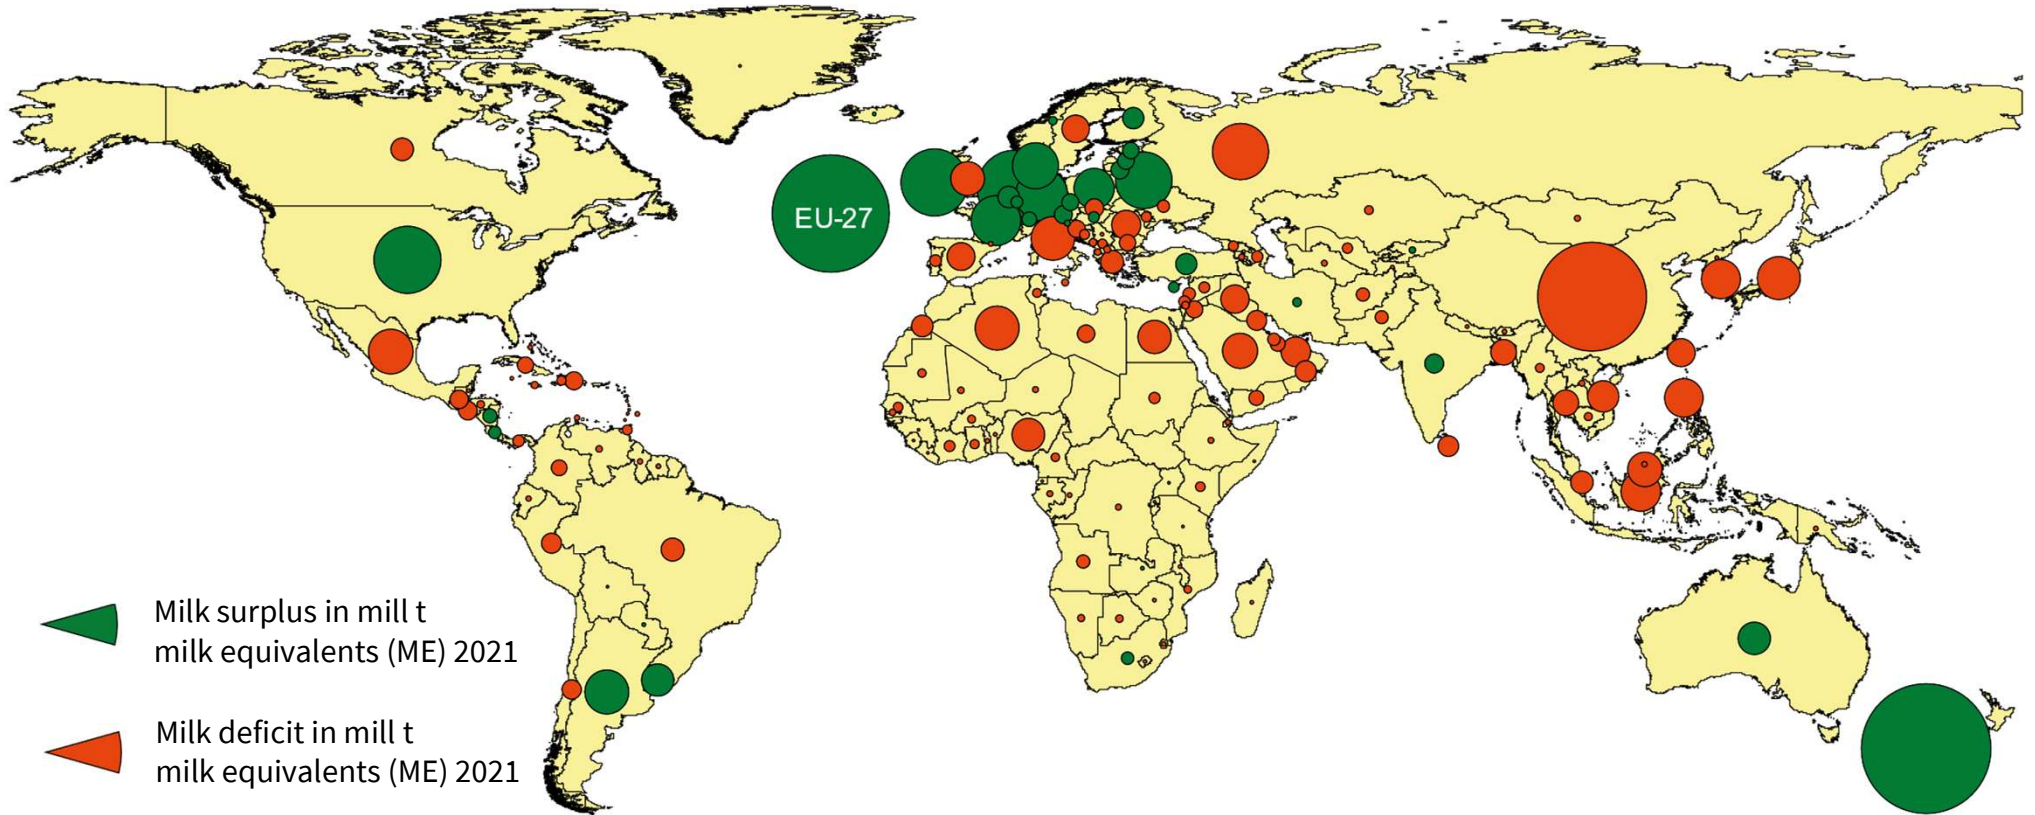 EU-27
Milk surplus in mill t
milk equivalents (ME) 2021
Milk deficit in mill t
milk equivalents (ME) 2021